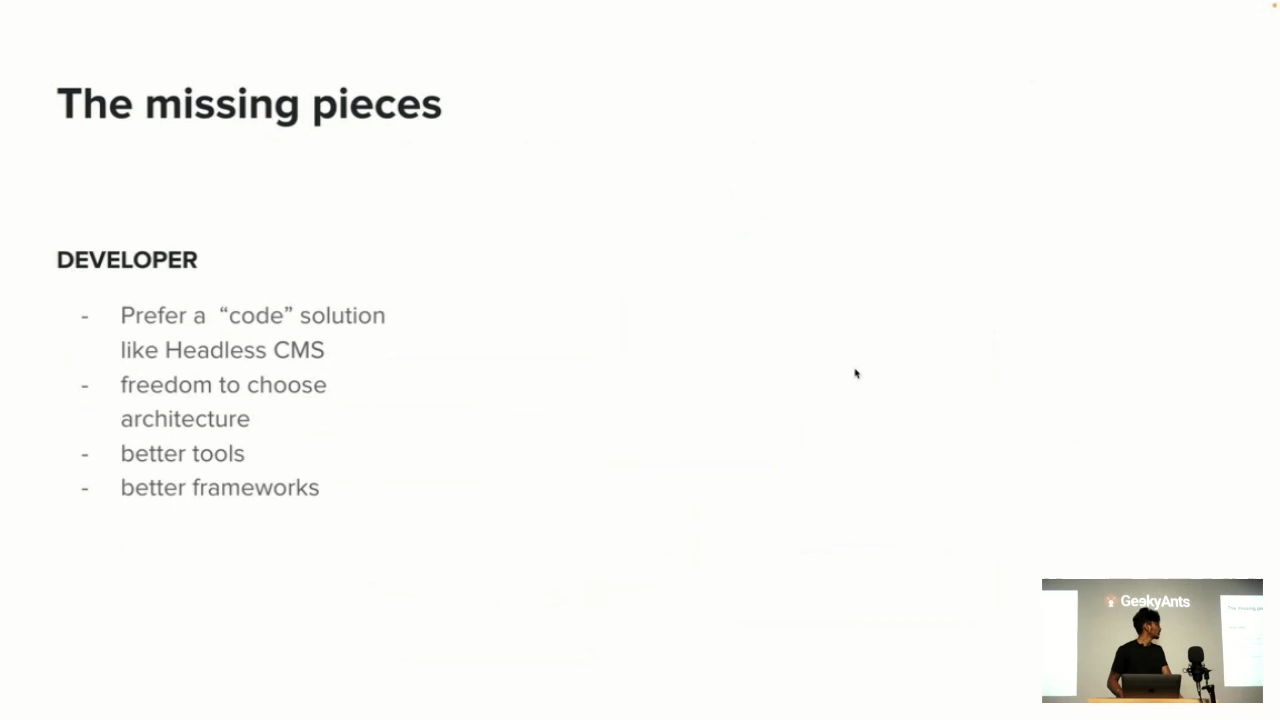 The missing pieces
DEVELOPER
- Prefer a “code” solution
like Headless CMS
- freedom to choose
architecture
- better tools
- better frameworks
GeekyAnts